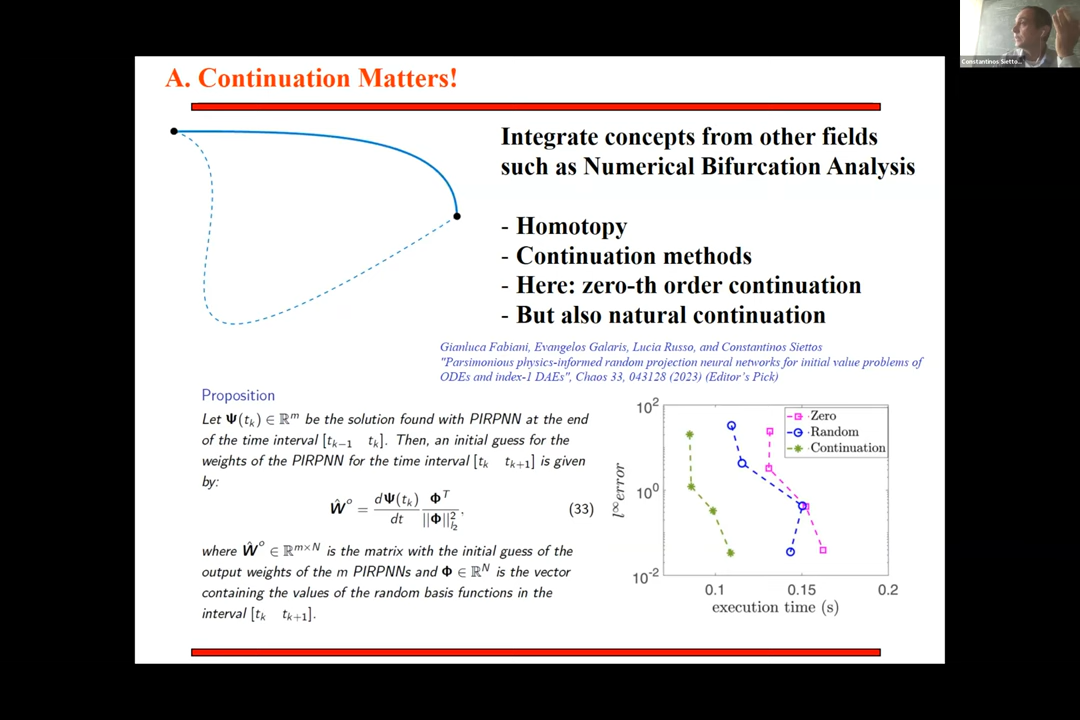 A. Continuation Matters!
Integrate concepts from other fields
such as Numerical Bifurcation Analysis
- Homotopy
- Continuation methods
- Here: zero-th order continuation
- But also natural continuation
Gianluca Fabiani, Evangelos Galaris, Lucia Russo, and Constantinos Siettos
"Parsimonious physics-informed random projection neural networks for initial value problems of
ODEs and index-1 DAEs", Chaos 33, 043128 (2023) (Editor's Pick)
Proposition
Let Ψ(t_k) ∈ ℝ^m be the solution found with PIRPNN at the end
of the time interval [t_{k−1} t_k]. Then, an initial guess for the
weights of the PIRPNN for the time interval [t_k t_{k+1}] is given
by:
Ŵ^o = dΨ(t_k)/dt Φ^T/||Φ||²_{l_2}, (33)
where Ŵ^o ∈ ℝ^{m×N} is the matrix with the initial guess of the
output weights of the m PIRPNNs and Φ ∈ ℝ^N is the vector
containing the values of the random basis functions in the
interval [t_k t_{k+1}].
10^2
10^0
10^-2
l^∞ error
0.1 0.15 0.2
execution time (s)
Zero
Random
Continuation
Constantinos Sietto...